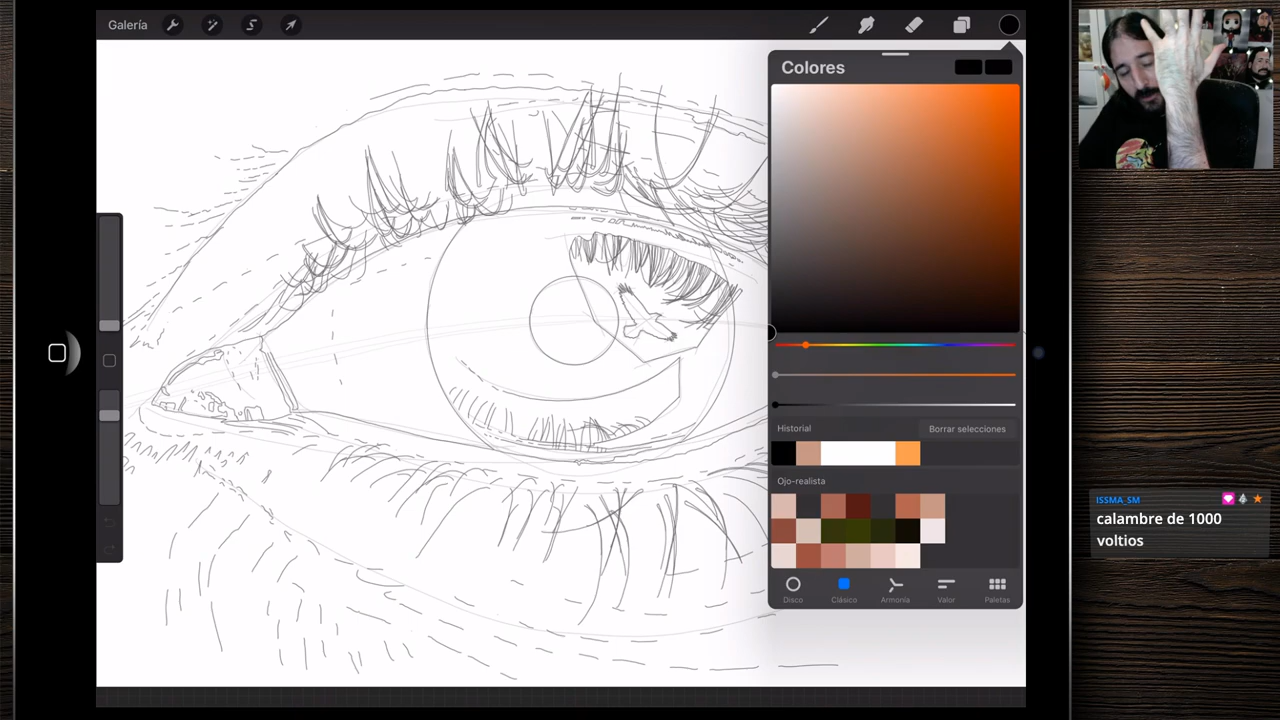 Galería
Colores
Historial
Borrar selecciones
Ojo-realista
Disco
Clásico
Armonía
Valor
Paletas
ISSMA_SM
calambre de 1000
voltios